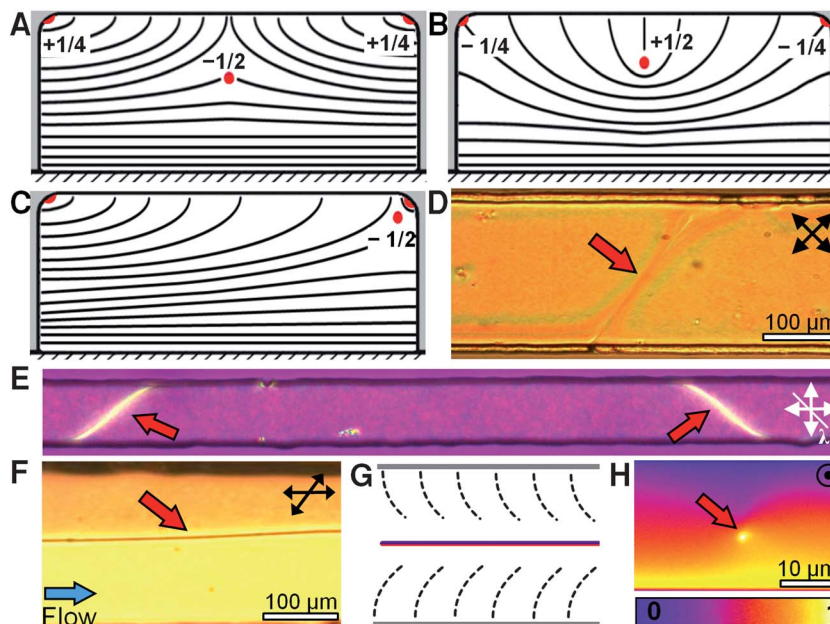 A
+1/4
+1/4
−1/2
B
− 1/4
+1/2
− 1/4
C
− 1/2
D
100 µm
E
λ
F
Flow
100 µm
G
H
10 µm
0